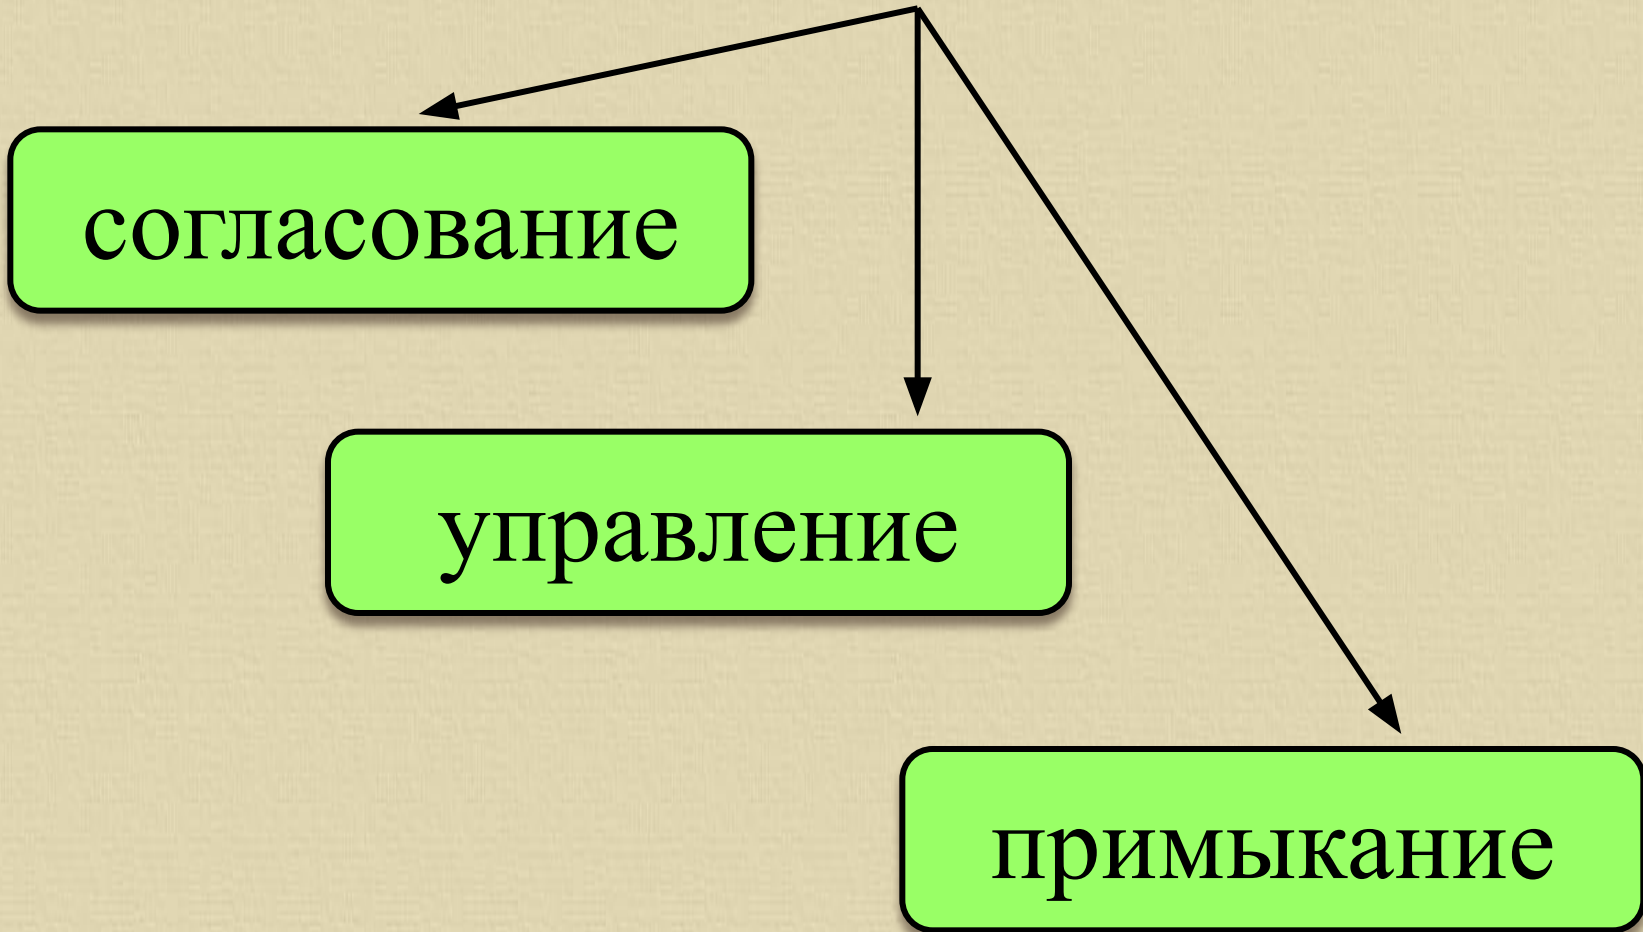 согласование
управление
примыкание